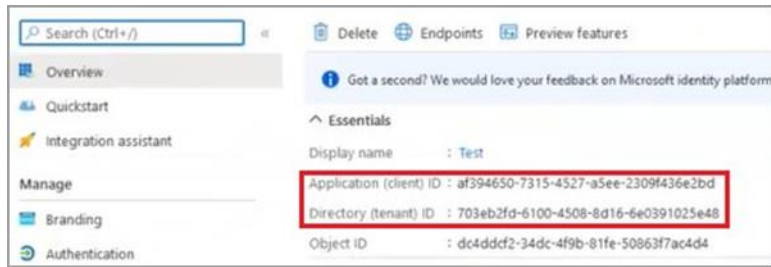 Search (Ctrl+/)
«
Overview
Quickstart
Integration assistant
Manage
Branding
Authentication
Delete Endpoints Preview features
Got a second? We would love your feedback on Microsoft identity platform
Essentials
Display name : Test
Application (client) ID : af394650-7315-4527-a5ee-2309f436e2bd
Directory (tenant) ID : 703eb2fd-6100-4508-8d16-6e0391025e48
Object ID : dc4ddcf2-34dc-4f9b-81fe-50863f7ac4d4